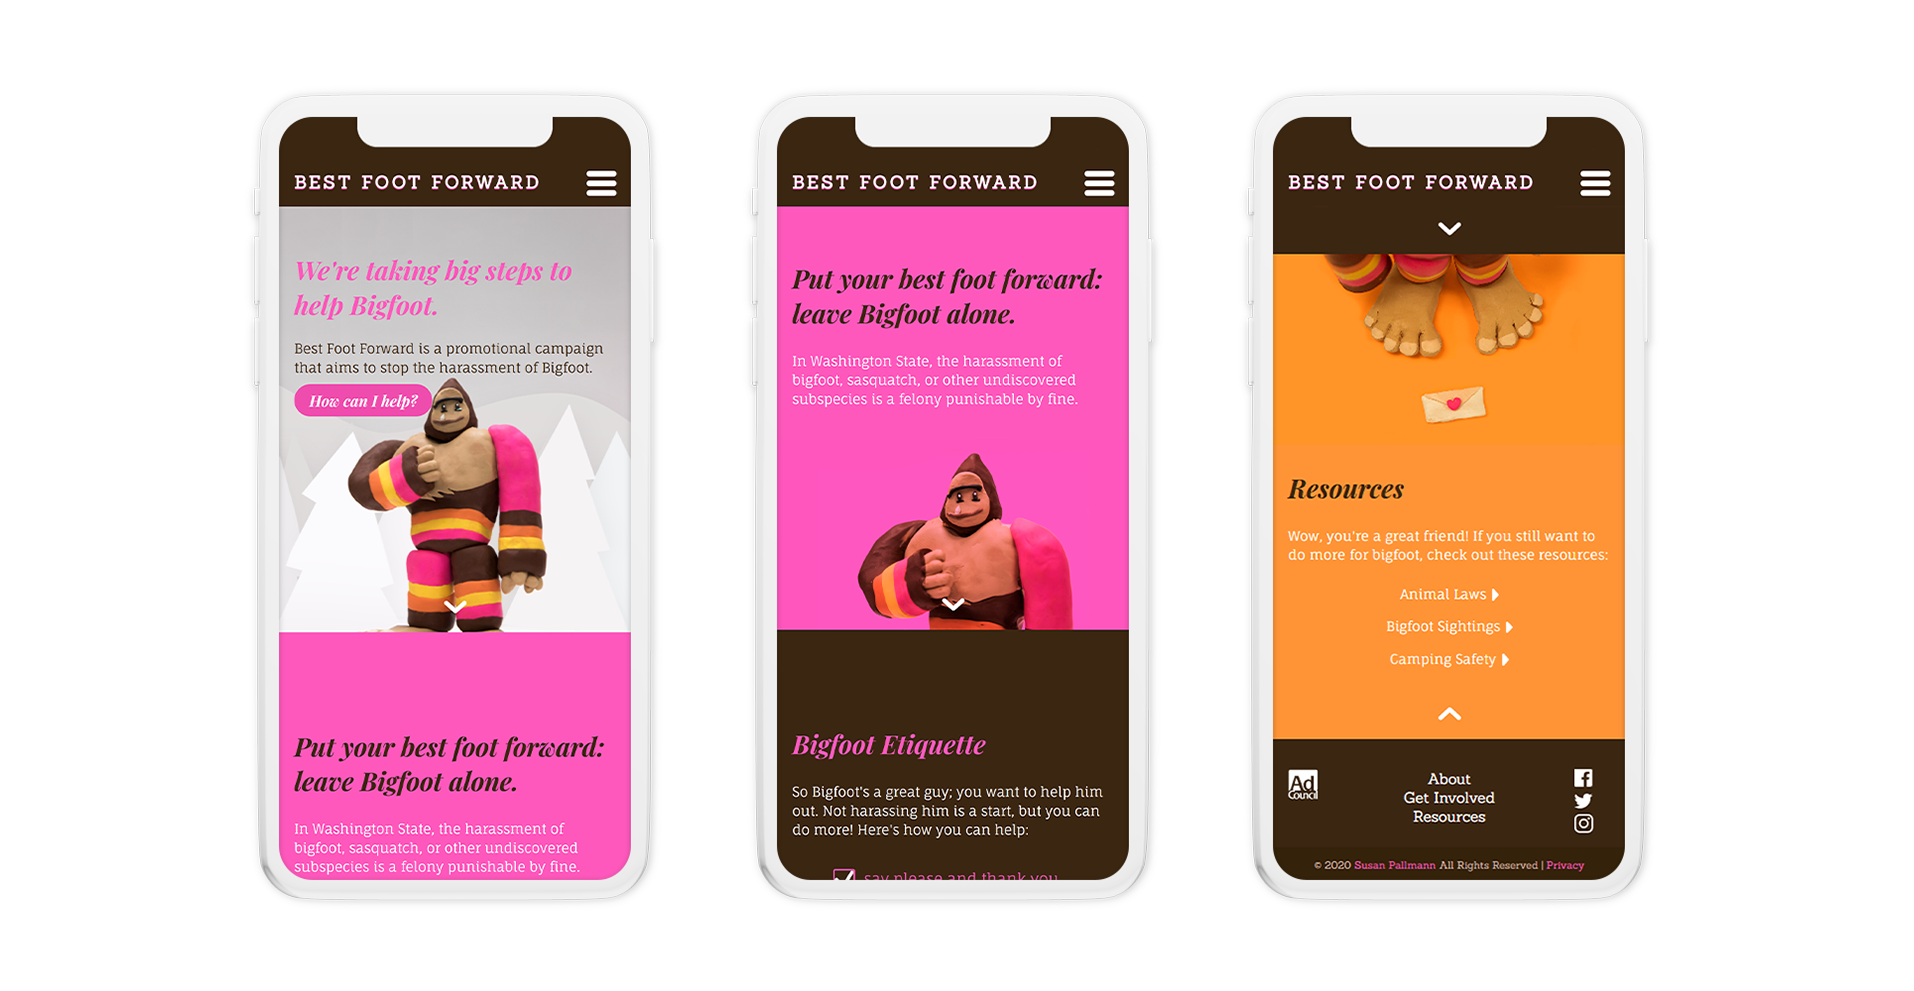 BEST FOOT FORWARD
We're taking big steps to
help Bigfoot.
Best Foot Forward is a promotional campaign
that aims to stop the harassment of Bigfoot.
How can I help?
Put your best foot forward:
leave Bigfoot alone.
In Washington State, the harassment of
bigfoot, sasquatch, or other undiscovered
subspecies is a felony punishable by fine.
BEST FOOT FORWARD
Put your best foot forward:
leave Bigfoot alone.
In Washington State, the harassment of
bigfoot, sasquatch, or other undiscovered
subspecies is a felony punishable by fine.
Bigfoot Etiquette
So Bigfoot's a great guy; you want to help him
out. Not harassing him is a start, but you can
do more! Here's how you can help:
say please and thank you
BEST FOOT FORWARD
Resources
Wow, you're a great friend! If you still want to
do more for bigfoot, check out these resources:
Animal Laws
Bigfoot Sightings
Camping Safety
Ad
Council
About
Get Involved
Resources
© 2020 Susan Pallmann All Rights Reserved | Privacy